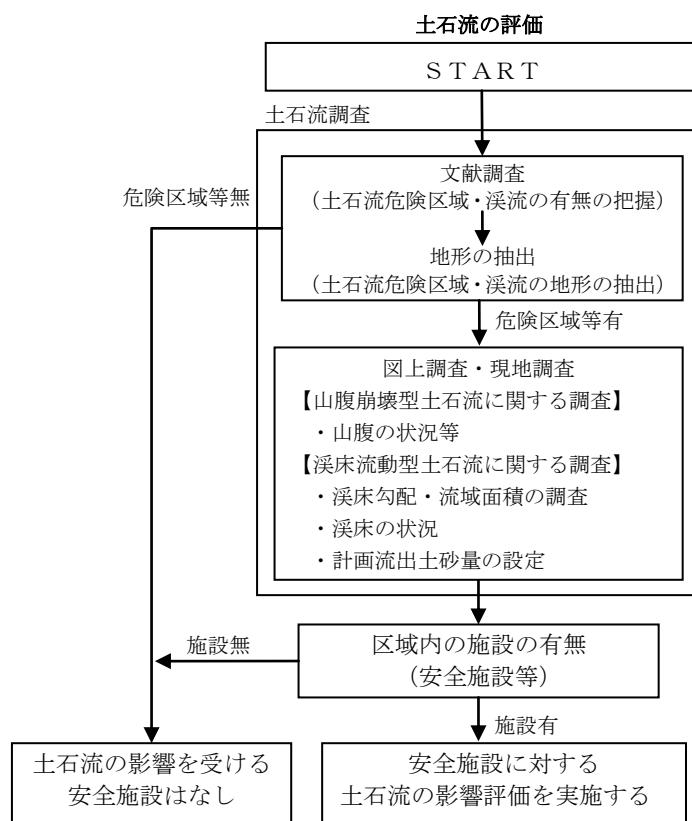 土石流の評価
ＳＴＡＲＴ
土石流調査
文献調査
（土石流危険区域・渓流の有無の把握）
危険区域等無
地形の抽出
（土石流危険区域・渓流の地形の抽出）
危険区域等有
図上調査・現地調査
【山腹崩壊型土石流に関する調査】
・山腹の状況等
【渓床流動型土石流に関する調査】
・渓床勾配・流域面積の調査
・渓床の状況
・計画流出土砂量の設定
施設無
区域内の施設の有無
（安全施設等）
施設有
土石流の影響を受ける
安全施設はなし
安全施設に対する
土石流の影響評価を実施する